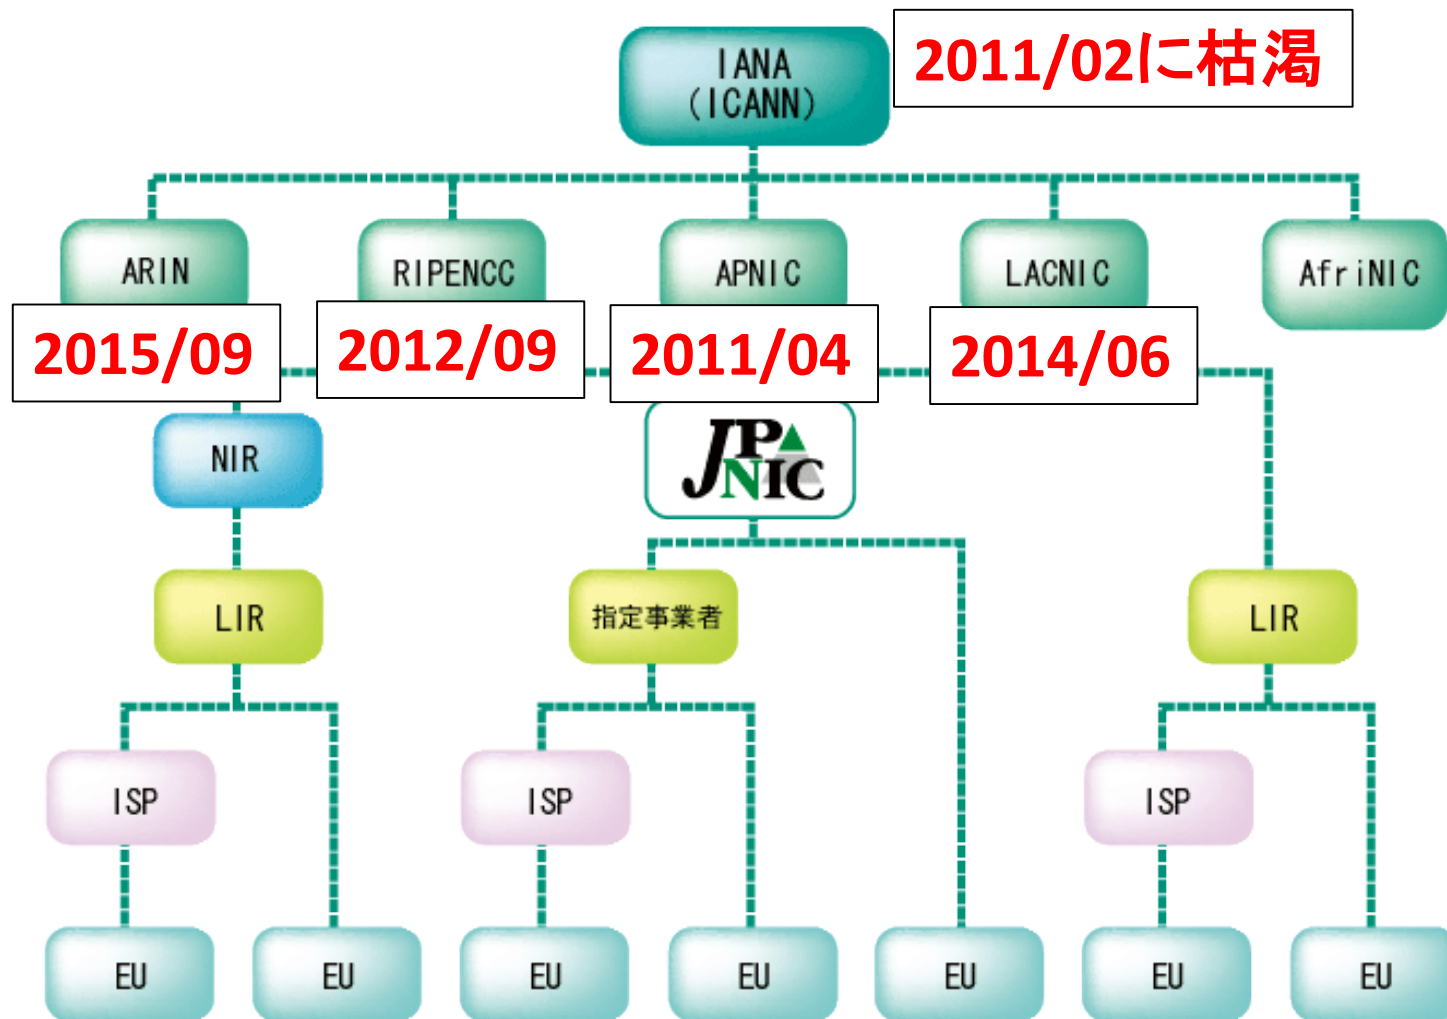 IANA
(ICANN)
2011/02に枯渇
ARIN
RIPENCC
APNIC
LACNIC
AfriNIC
2015/09
2012/09
2011/04
2014/06
NIR
JPNIC
LIR
指定事業者
LIR
ISP
ISP
ISP
EU
EU
EU
EU
EU
EU
EU